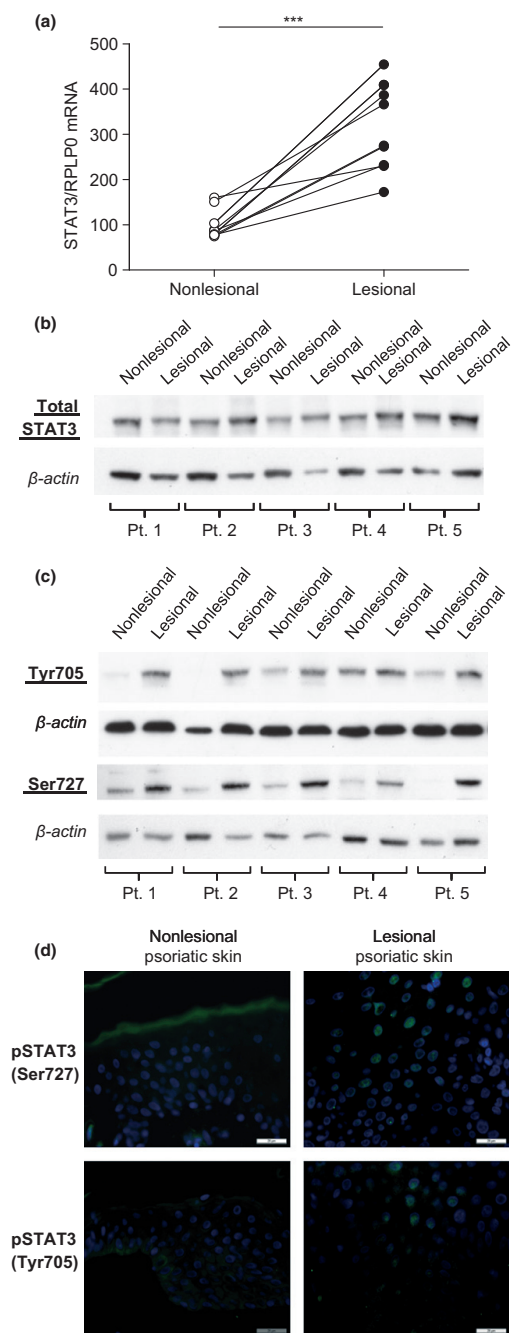 (a)
***
500
400
300
200
100
0
STAT3/RPLP0 mRNA
Nonlesional Lesional
(b)
Nonlesional Lesional Nonlesional Lesional Nonlesional Lesional Nonlesional Lesional Nonlesional Lesional
Total
STAT3
β-actin
Pt. 1 Pt. 2 Pt. 3 Pt. 4 Pt. 5
(c)
Nonlesional Lesional Nonlesional Lesional Nonlesional Lesional Nonlesional Lesional Nonlesional Lesional
Tyr705
β-actin
Ser727
β-actin
Pt. 1 Pt. 2 Pt. 3 Pt. 4 Pt. 5
(d)
Nonlesional Lesional
psoriatic skin psoriatic skin
pSTAT3
(Ser727)
pSTAT3
(Tyr705)